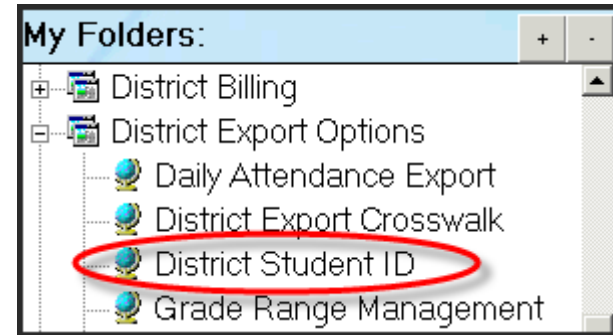 My Folders: + -
District Billing
District Export Options
Daily Attendance Export
District Export Crosswalk
District Student ID
Grade Range Management